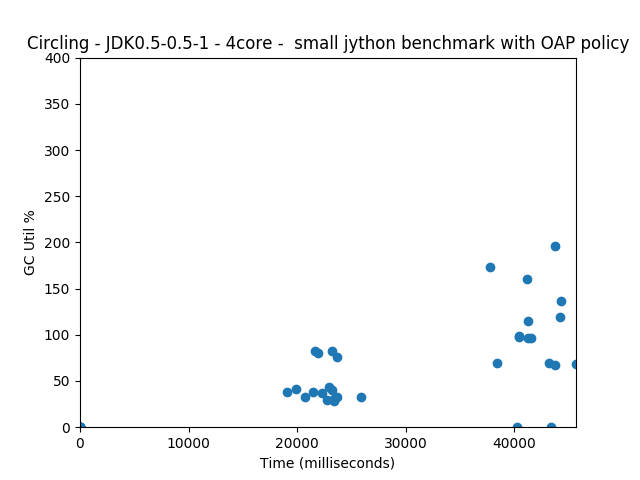 Circling - JDK0.5-0.5-1 - 4core -  small jython benchmark with OAP policy
400
350
300
250
200
150
100
50
0
GC Util %
0 10000 20000 30000 40000
Time (milliseconds)